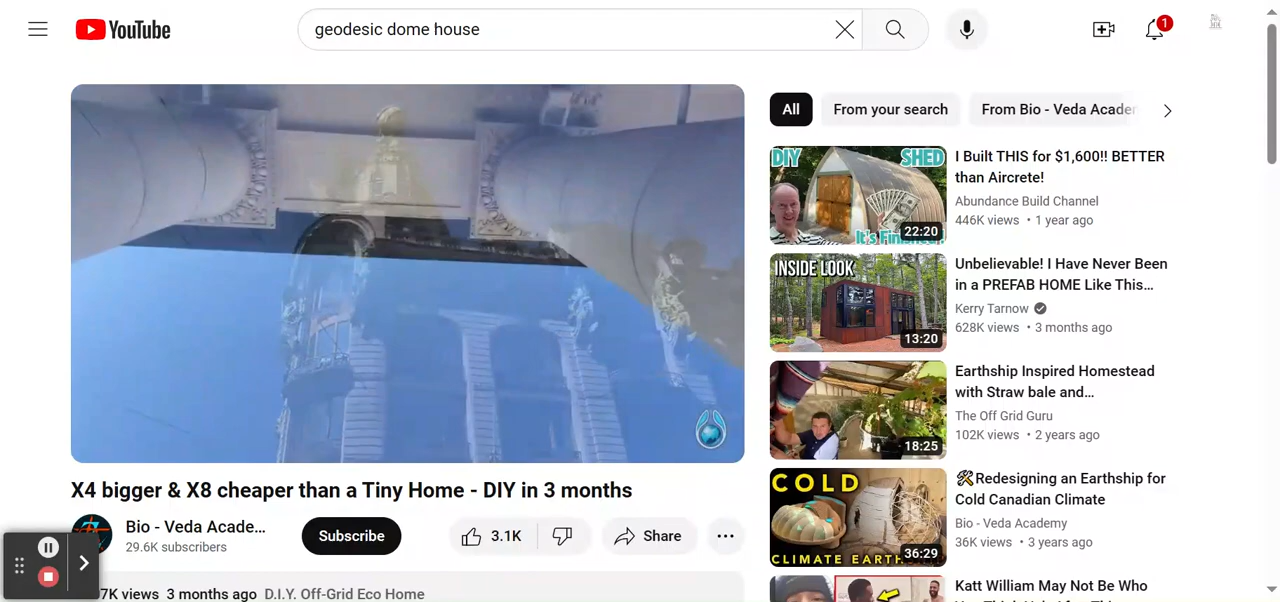 YouTube
geodesic dome house
1
All
From your search
From Bio - Veda Acader
DIY SHED
It's Finished!
22:20
I Built THIS for $1,600!! BETTER
than Aircrete!
Abundance Build Channel
446K views • 1 year ago
INSIDE LOOK
13:20
Unbelievable! I Have Never Been
in a PREFAB HOME Like This...
Kerry Tarnow
628K views • 3 months ago
18:25
Earthship Inspired Homestead
with Straw bale and...
The Off Grid Guru
102K views • 2 years ago
COLD
CLIMATE EARTH
36:29
🛠Redesigning an Earthship for
Cold Canadian Climate
Bio - Veda Academy
36K views • 3 years ago
Katt William May Not Be Who
X4 bigger & X8 cheaper than a Tiny Home - DIY in 3 months
Bio - Veda Acade...
29.6K subscribers
Subscribe
3.1K
Share
7K views 3 months ago D.I.Y. Off-Grid Eco Home